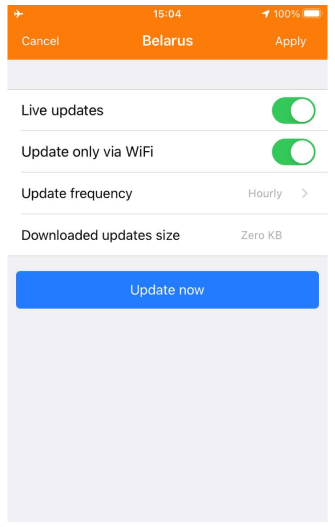 15:04 100%
Cancel Belarus Apply
Live updates
Update only via WiFi
Update frequency Hourly
Downloaded updates size Zero KB
Update now